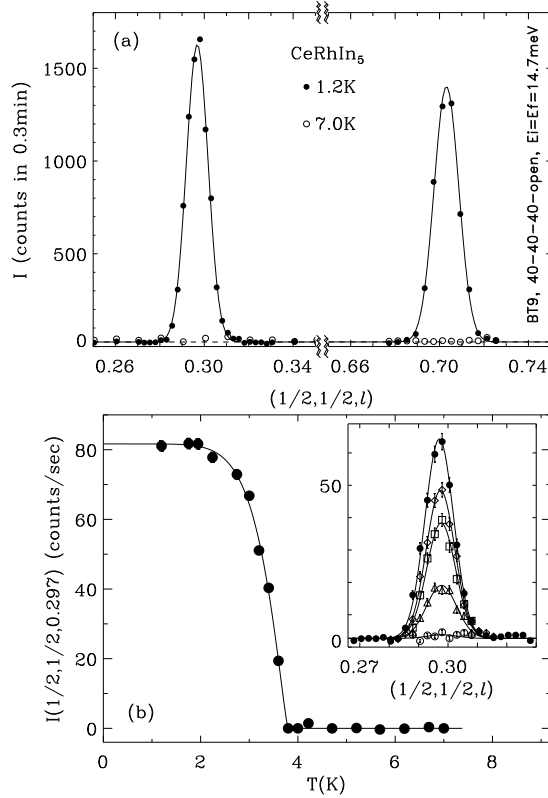 (a)
CeRhIn5
1.2K
7.0K
I (counts in 0.3min)
1500
1000
500
0
0.26
0.30
0.34
0.66
0.70
0.74
(1/2,1/2,l)
BT9, 40-40-40-open, Ei=Ef=14.7meV
(b)
I(1/2,1/2,0.297) (counts/sec)
80
60
40
20
0
0
2
4
6
8
T(K)
50
0
0.27
0.30
(1/2,1/2,l)